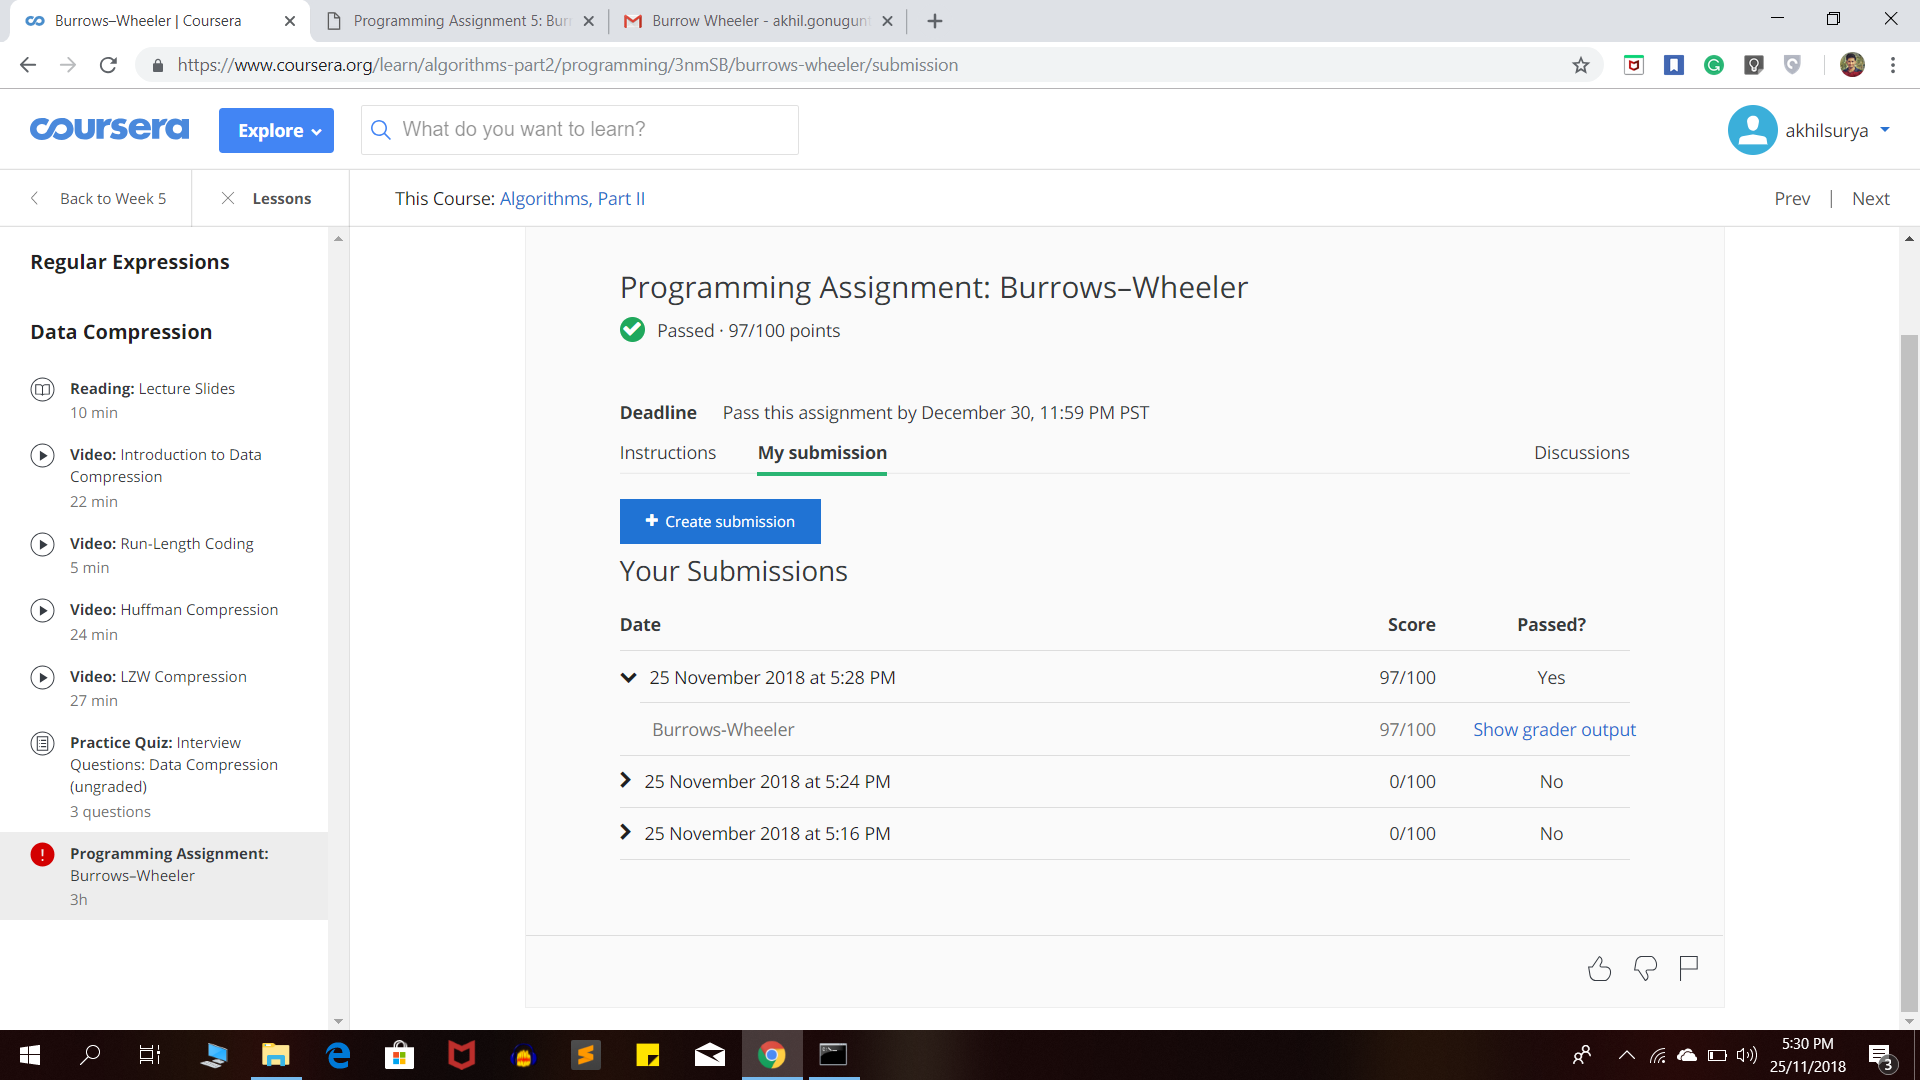 Burrows–Wheeler | Coursera
Programming Assignment 5: Bur
Burrow Wheeler - akhil.gonugunt
https://www.coursera.org/learn/algorithms-part2/programming/3nmSB/burrows-wheeler/submission
coursera
Explore
What do you want to learn?
akhilsurya
Back to Week 5
Lessons
This Course: Algorithms, Part II
Prev | Next
Regular Expressions
Data Compression
Reading: Lecture Slides
10 min
Video: Introduction to Data
Compression
22 min
Video: Run-Length Coding
5 min
Video: Huffman Compression
24 min
Video: LZW Compression
27 min
Practice Quiz: Interview
Questions: Data Compression
(ungraded)
3 questions
Programming Assignment:
Burrows–Wheeler
3h
Programming Assignment: Burrows–Wheeler
Passed · 97/100 points
Deadline Pass this assignment by December 30, 11:59 PM PST
Instructions My submission Discussions
+ Create submission
Your Submissions
Date Score Passed?
25 November 2018 at 5:28 PM 97/100 Yes
Burrows-Wheeler 97/100 Show grader output
25 November 2018 at 5:24 PM 0/100 No
25 November 2018 at 5:16 PM 0/100 No
5:30 PM
25/11/2018
3